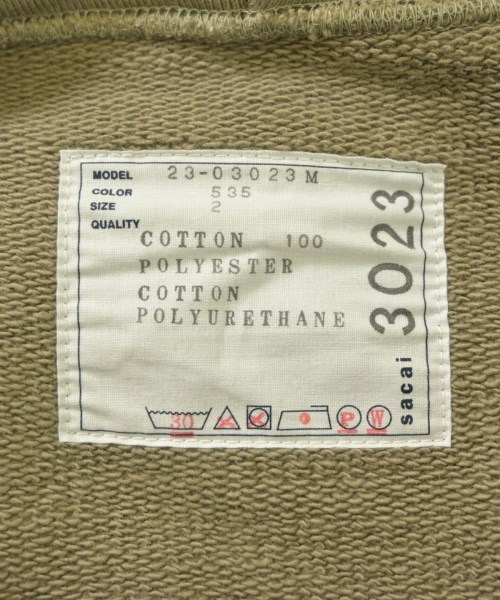 MODEL 23-03023M
COLOR 535
SIZE 2
QUALITY
COTTON 100
POLYESTER
COTTON
POLYURETHANE
30
P
W
sacai 3023